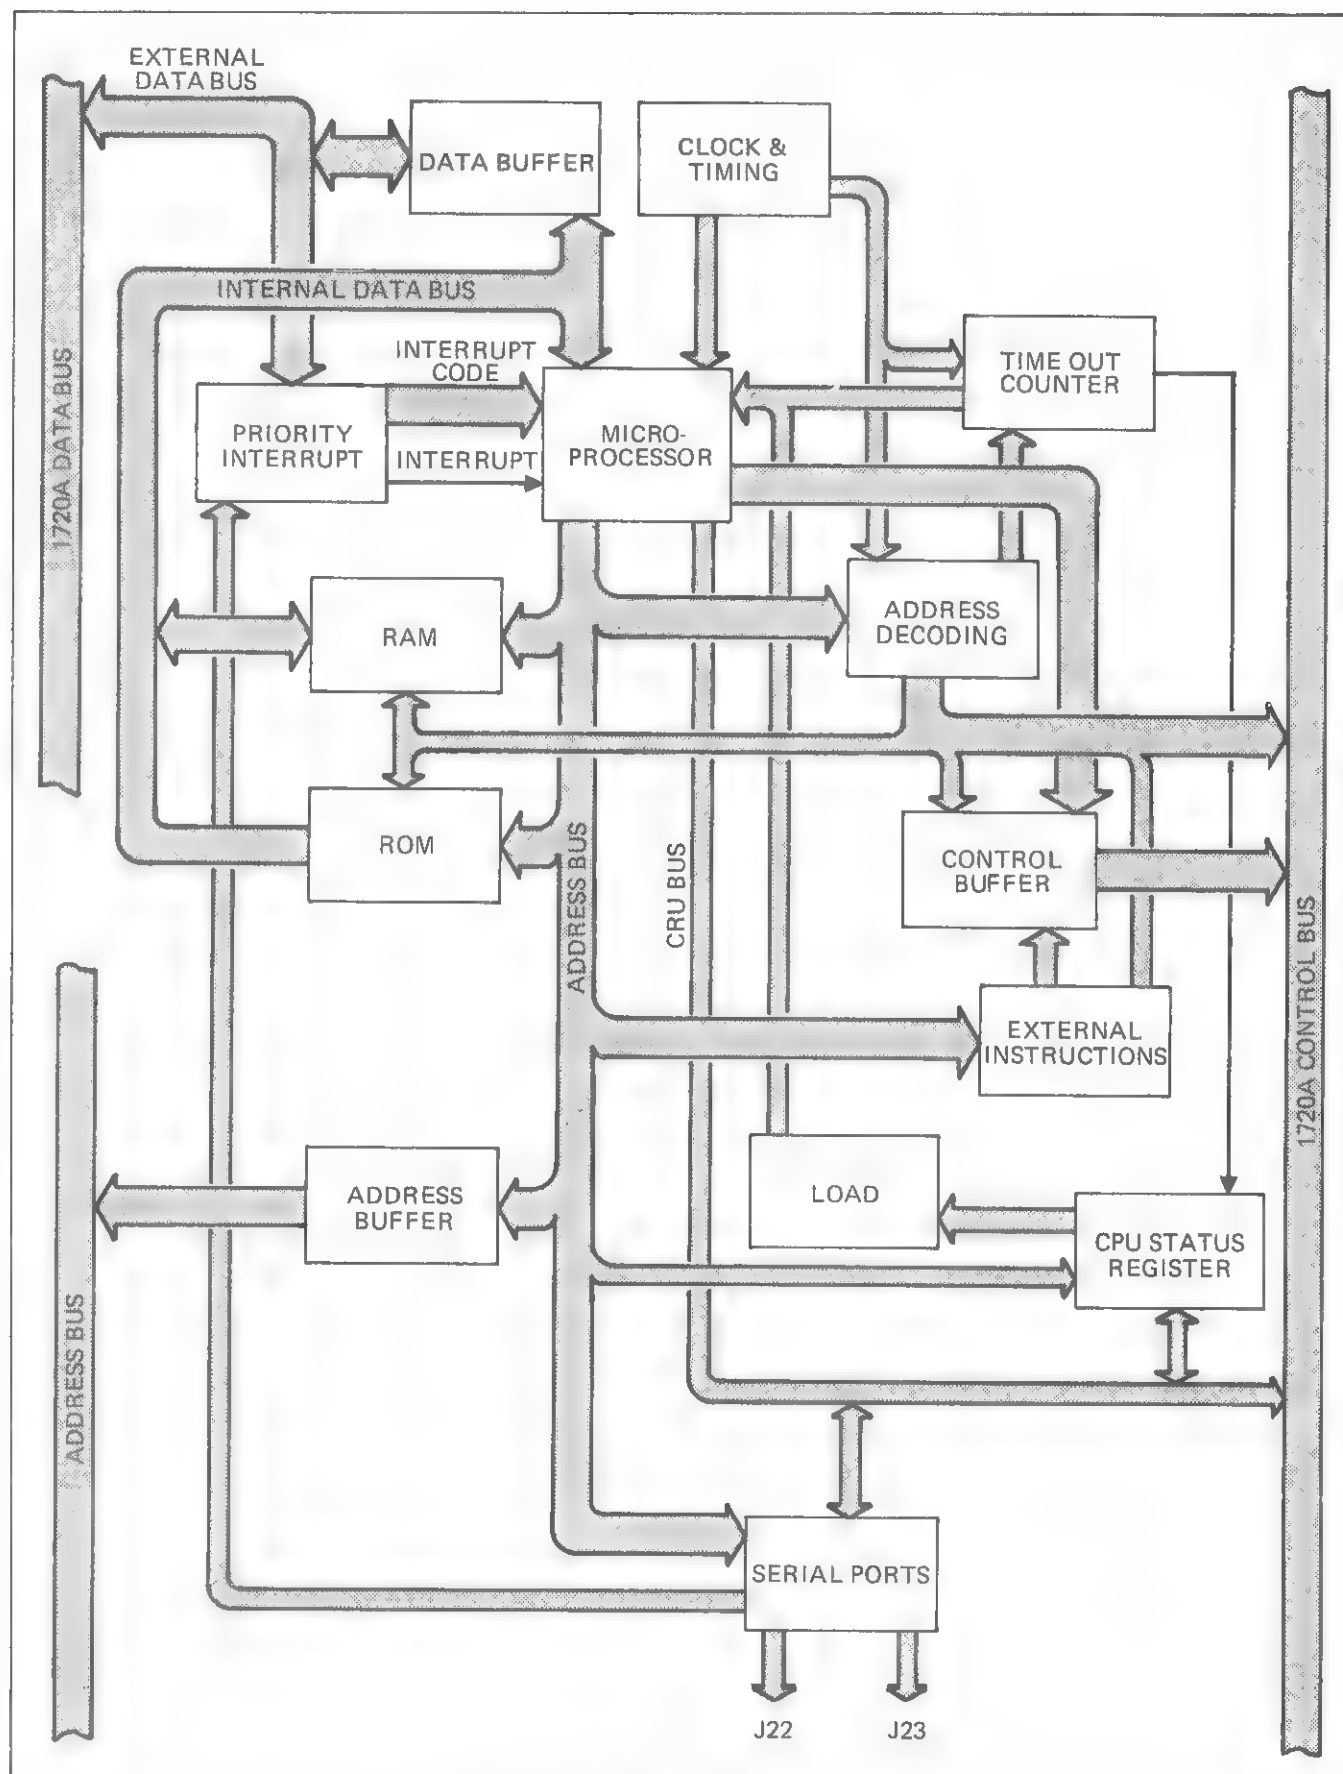 EXTERNAL
DATA BUS
DATA BUFFER
CLOCK &
TIMING
INTERNAL DATA BUS
INTERRUPT
CODE
TIME OUT
COUNTER
1720A DATA BUS
PRIORITY
INTERRUPT
INTERRUPT
MICRO-
PROCESSOR
RAM
ADDRESS
DECODING
ROM
ADDRESS BUS
CRU BUS
CONTROL
BUFFER
EXTERNAL
INSTRUCTIONS
1720A CONTROL BUS
ADDRESS
BUFFER
LOAD
CPU STATUS
REGISTER
ADDRESS BUS
SERIAL PORTS
J22
J23